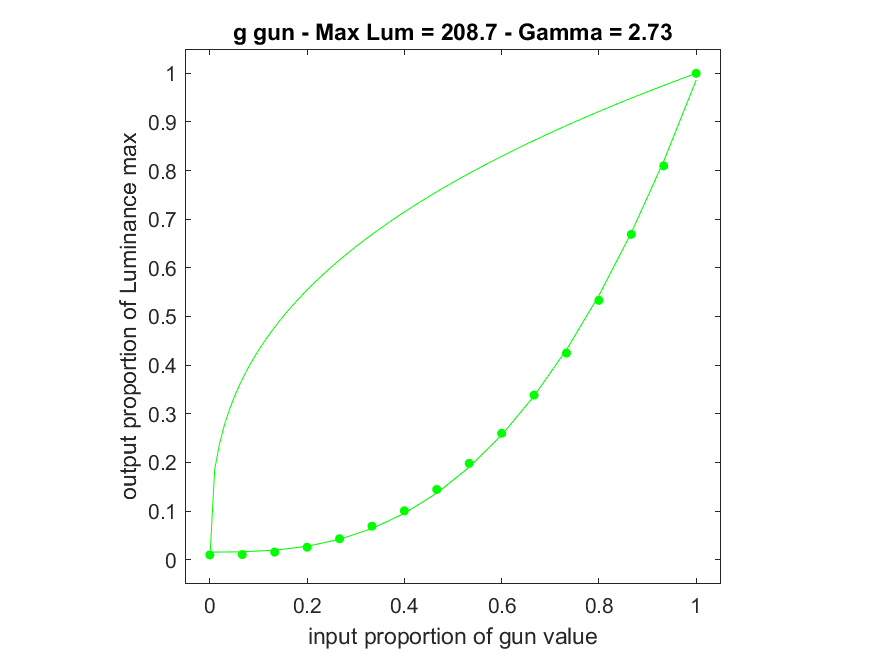 g gun - Max Lum = 208.7 - Gamma = 2.73
1
0.9
0.8
0.7
0.6
0.5
0.4
0.3
0.2
0.1
0
output proportion of Luminance max
0 0.2 0.4 0.6 0.8 1
input proportion of gun value